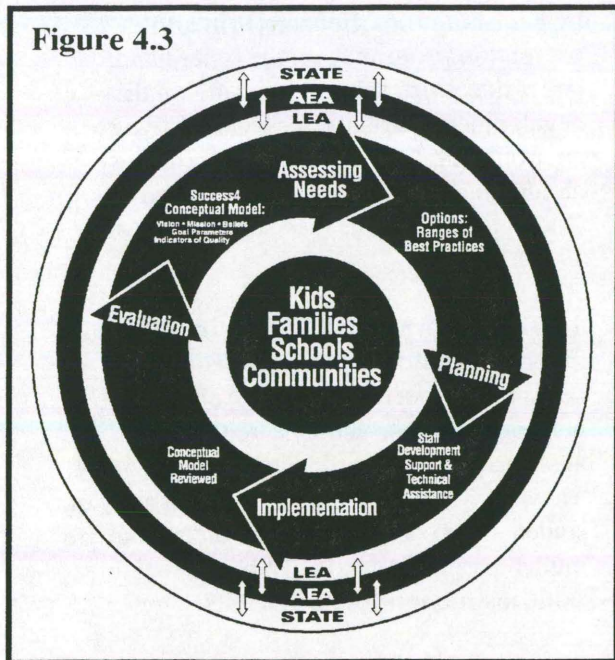 Figure 4.3
STATE
AEA
LEA
Assessing
Needs
Success4
Conceptual Model:
Vision • Mission • Beliefs
Goal Parameters
Indicators of Quality
Options:
Ranges of
Best Practices
Evaluation
Kids
Families
Schools
Communities
Planning
Conceptual
Model
Reviewed
Staff
Development
Support &
Technical
Assistance
Implementation
LEA
AEA
STATE